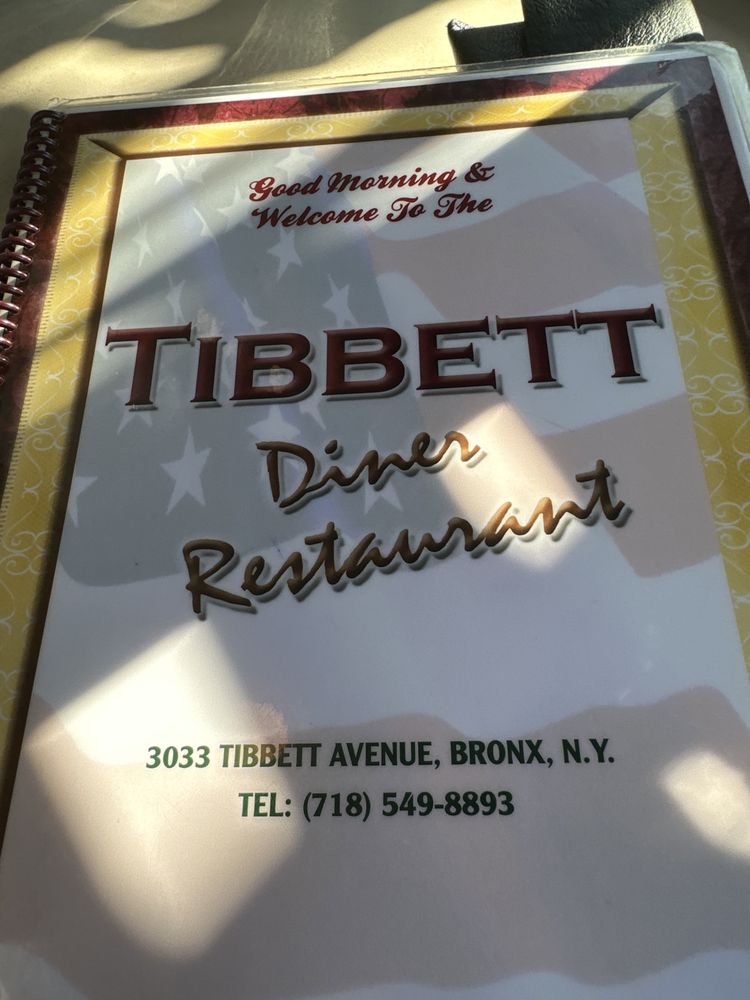 Good Morning &
Welcome To The
TIBBETT
Diner
Restaurant
3033 TIBBETT AVENUE, BRONX, N.Y.
TEL: (718) 549-8893